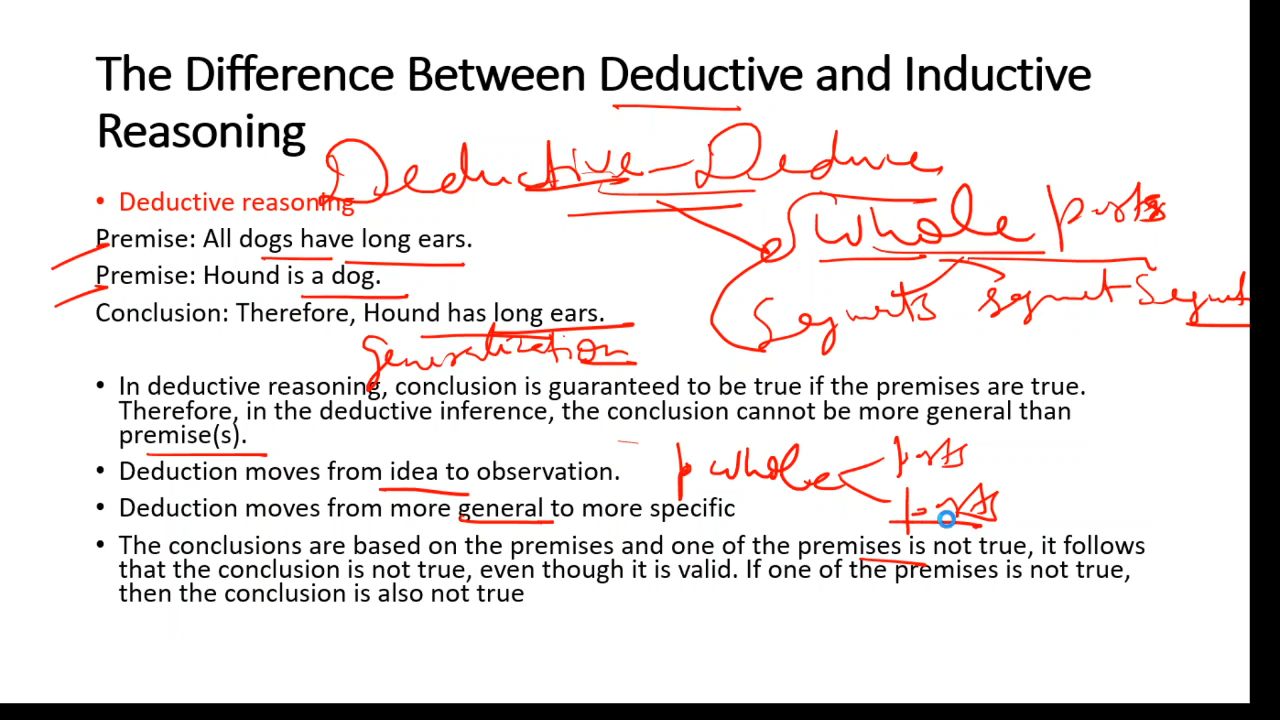 The Difference Between Deductive and Inductive
Reasoning
Deductive – Deduce
• Deductive reasoning
whole parts
Premise: All dogs have long ears.
Premise: Hound is a dog.
Segments segment – Segment
Conclusion: Therefore, Hound has long ears.
generalization
• In deductive reasoning, conclusion is guaranteed to be true if the premises are true.
Therefore, in the deductive inference, the conclusion cannot be more general than
premise(s).
p whole parts
• Deduction moves from idea to observation.
parts
• Deduction moves from more general to more specific
• The conclusions are based on the premises and one of the premises is not true, it follows
that the conclusion is not true, even though it is valid. If one of the premises is not true,
then the conclusion is also not true